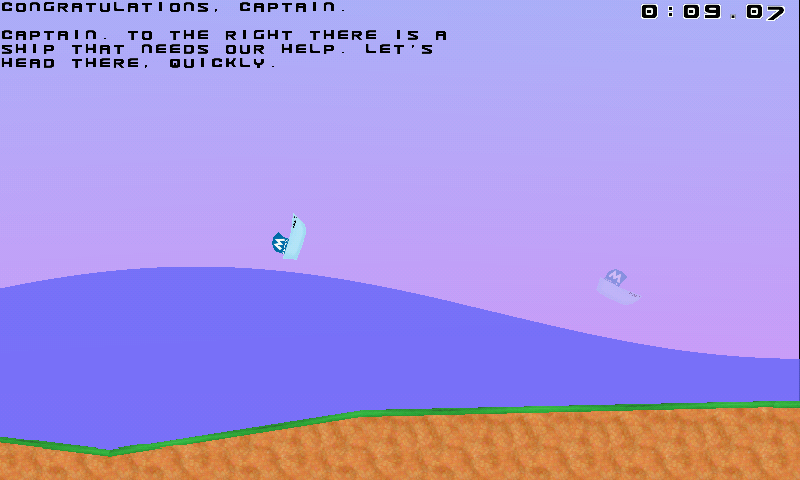 CONGRATULATIONS, CAPTAIN.
0:09.07
CAPTAIN. TO THE RIGHT THERE IS A
SHIP THAT NEEDS OUR HELP. LET'S
HEAD THERE, QUICKLY.
M
M